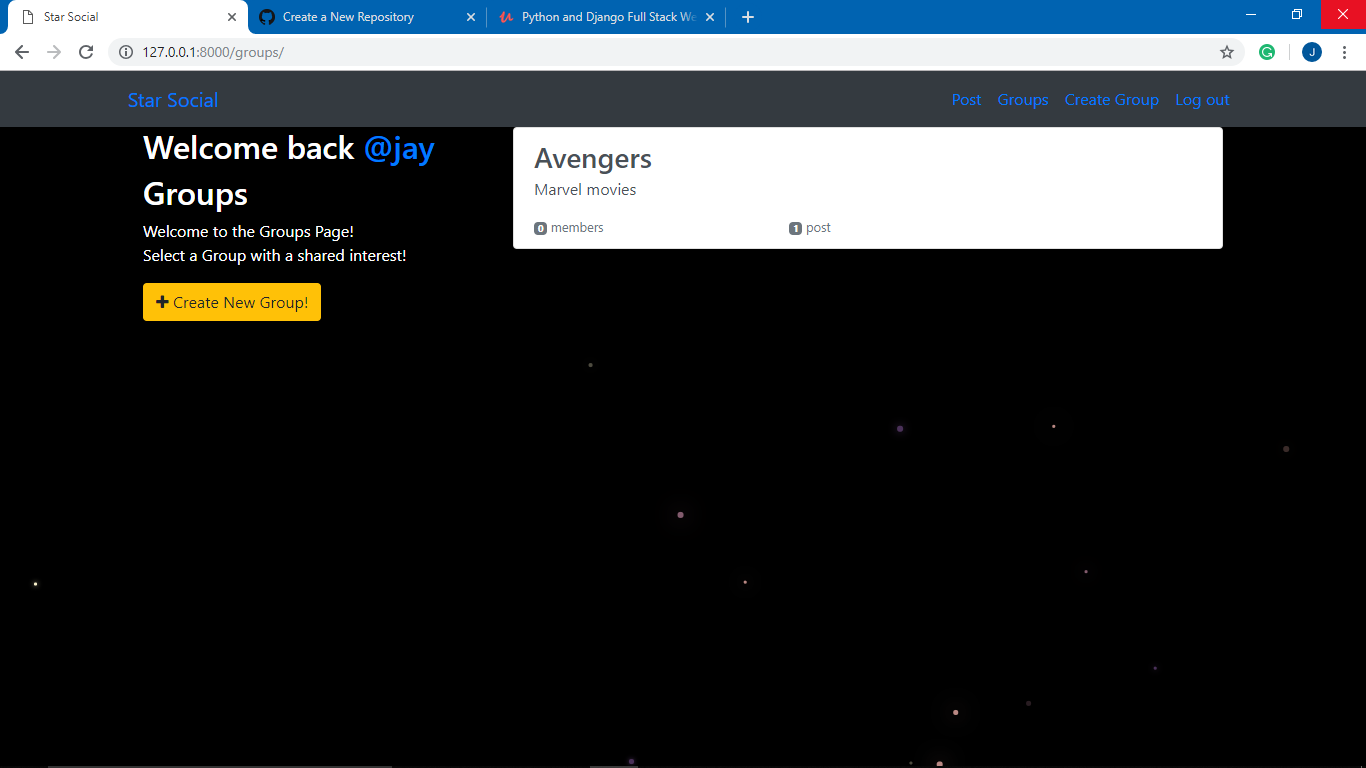 Star Social
Create a New Repository
Python and Django Full Stack We
127.0.0.1:8000/groups/
J
Star Social
Post
Groups
Create Group
Log out
Welcome back @jay
Groups
Welcome to the Groups Page!
Select a Group with a shared interest!
Create New Group!
Avengers
Marvel movies
0 members
1 post